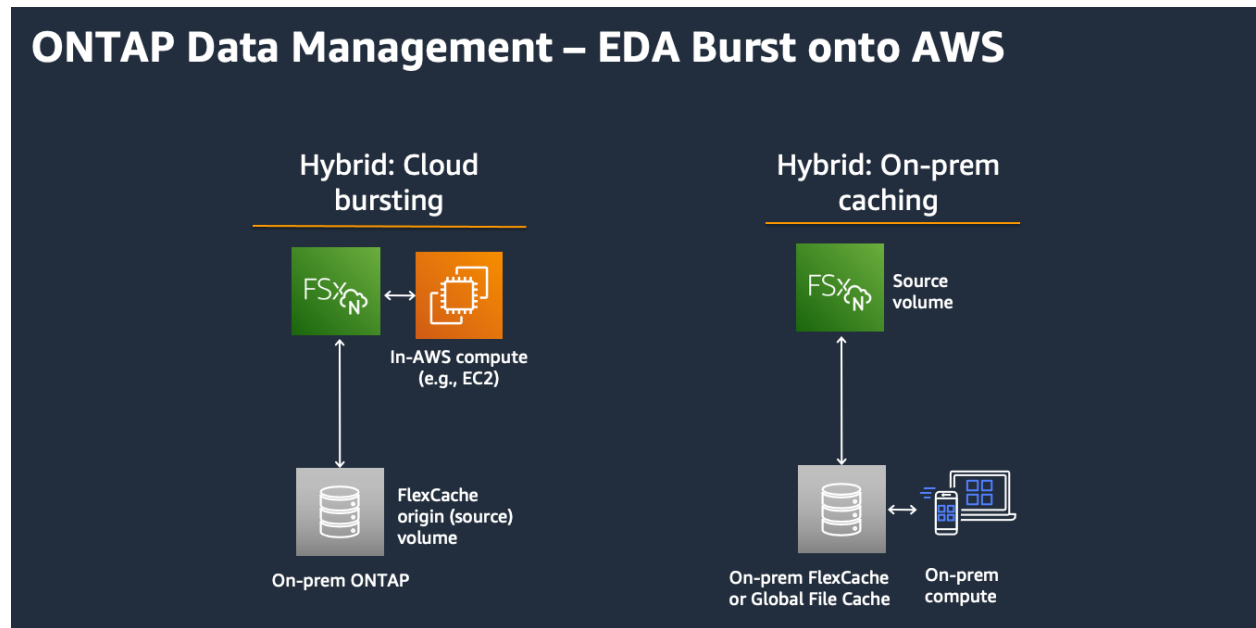 ONTAP Data Management – EDA Burst onto AWS
Hybrid: Cloud
bursting
FSx
N
In-AWS compute
(e.g., EC2)
FlexCache
origin (source)
volume
On-prem ONTAP
Hybrid: On-prem
caching
FSx
N
Source
volume
On-prem FlexCache
or Global File Cache
On-prem
compute